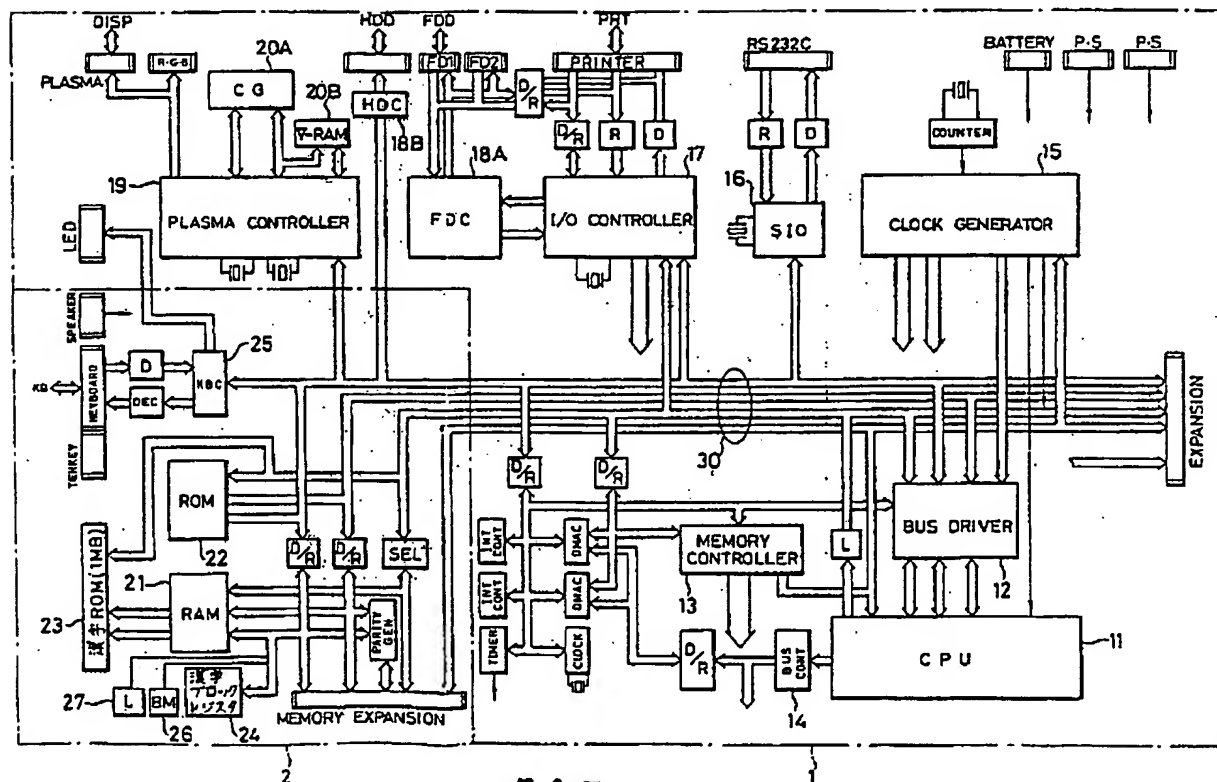 DISP
HDD
FDD
PRT
RS232C
BATTERY
P·S
P·S
PLASMA
R·G·B
20A
CG
20B
V-RAM
HDC
18B
FD1
FD2
D/R
PRINTER
D/R
R
D
R
D
COUNTER
15
19
PLASMA CONTROLLER
18A
FDC
17
I/O CONTROLLER
16
SIO
CLOCK GENERATOR
LED
SPEAKER
KB
KEYBOARD
D
DEC
25
KBC
TENKEY
30
EXPANSION
ROM
22
D/R
D/R
SEL
D/R
D/R
INT CONT
DMAC
MEMORY CONTROLLER
13
L
BUS DRIVER
12
漢字ROM(1MB)
23
21
RAM
PARITY GEN
INT CONT
DMAC
TIMER
CLOCK
D/R
BUS CONT
14
CPU
11
27
L
BM
26
漢字
ブロック
レジスタ
24
MEMORY EXPANSION
2
1